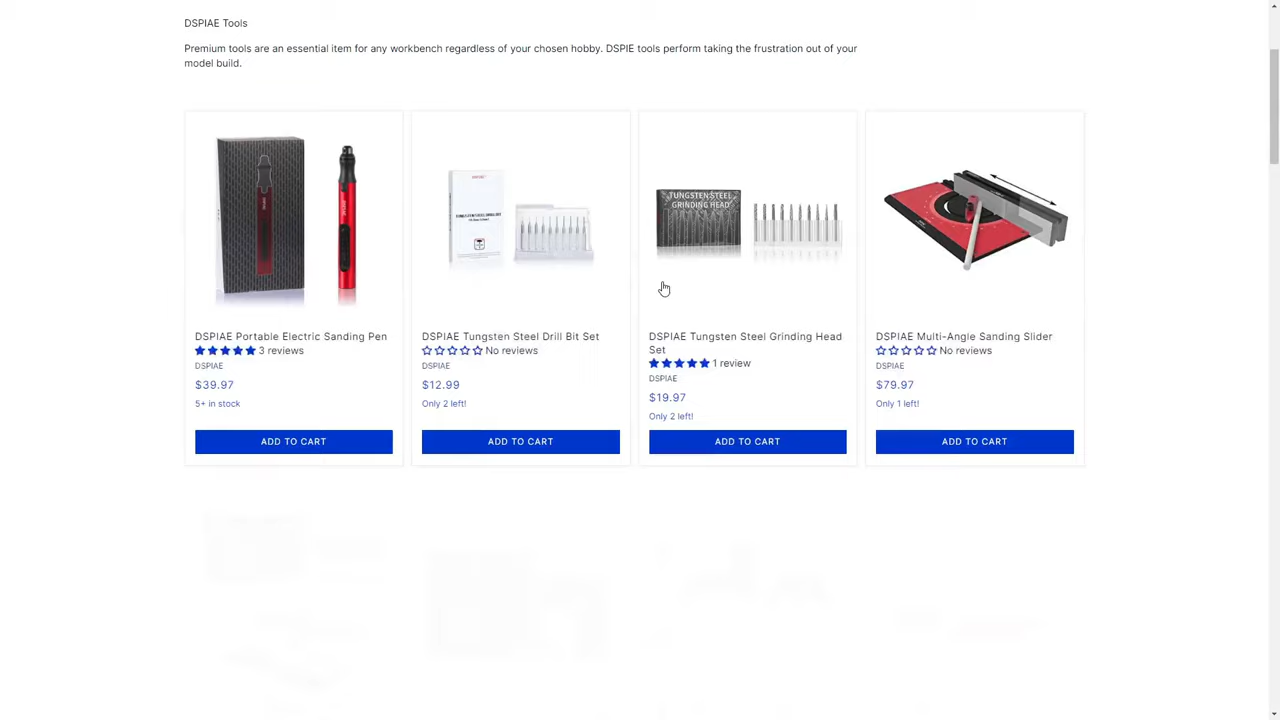 DSPIAE Tools
Premium tools are an essential item for any workbench regardless of your chosen hobby. DSPIE tools perform taking the frustration out of your
model build.
TUNGSTEN STEEL
GRINDING HEAD
DSPIAE Portable Electric Sanding Pen
3 reviews
DSPIAE
$39.97
5+ in stock
ADD TO CART
DSPIAE Tungsten Steel Drill Bit Set
No reviews
DSPIAE
$12.99
Only 2 left!
ADD TO CART
DSPIAE Tungsten Steel Grinding Head
Set
1 review
DSPIAE
$19.97
Only 2 left!
ADD TO CART
DSPIAE Multi-Angle Sanding Slider
No reviews
DSPIAE
$79.97
Only 1 left!
ADD TO CART